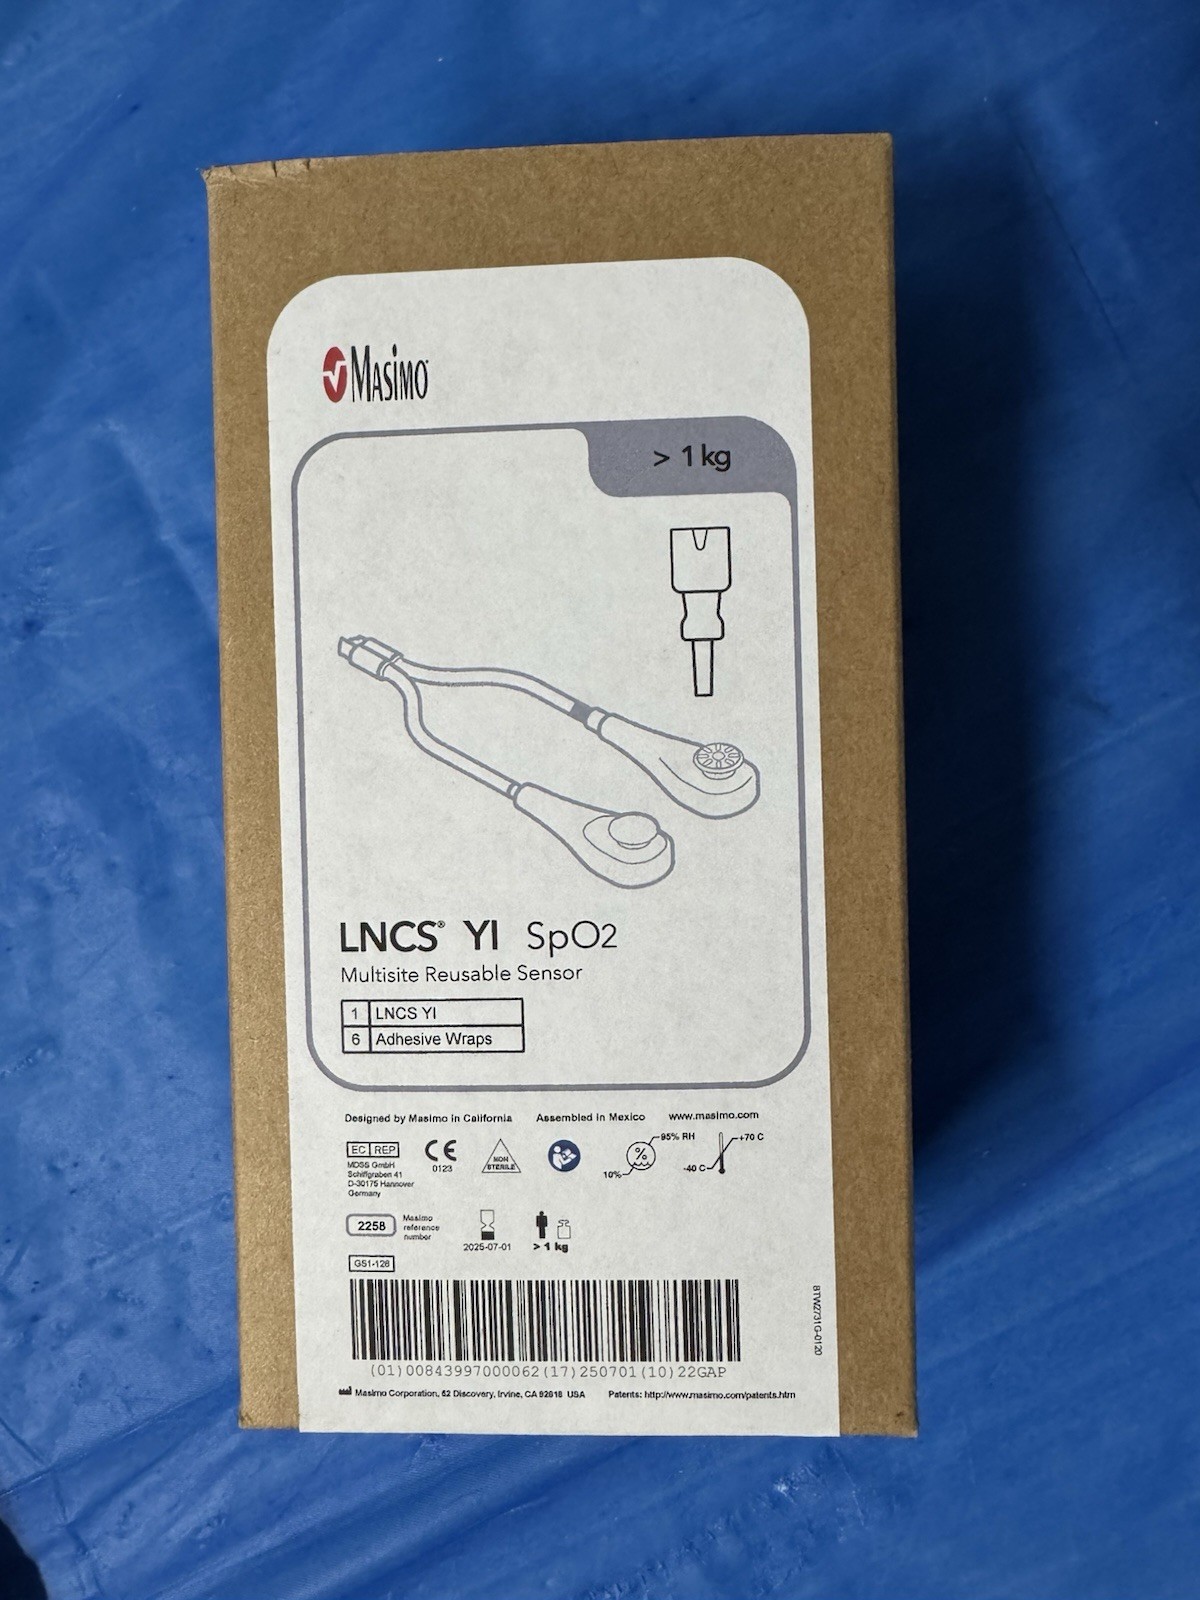 MASiMO
> 1 kg
LNCS® YI SpO2
Multisite Reusable Sensor
1 LNCS YI
6 Adhesive Wraps
Designed by Masimo in California Assembled in Mexico www.masimo.com
EC REP
MDSS GmbH
Schiffgraben 41
D-30175 Hannover
Germany
CE
0123
NON
STERILE
%
95% RH
10%
+70 C
-40 C
2258
Masimo
reference
number
2025-07-01
> 1 kg
GS1-128
(01)00843997000062(17)250701(10)22GAP
Masimo Corporation, 52 Discovery, Irvine, CA 92618 USA Patents: http://www.masimo.com/patents.htm